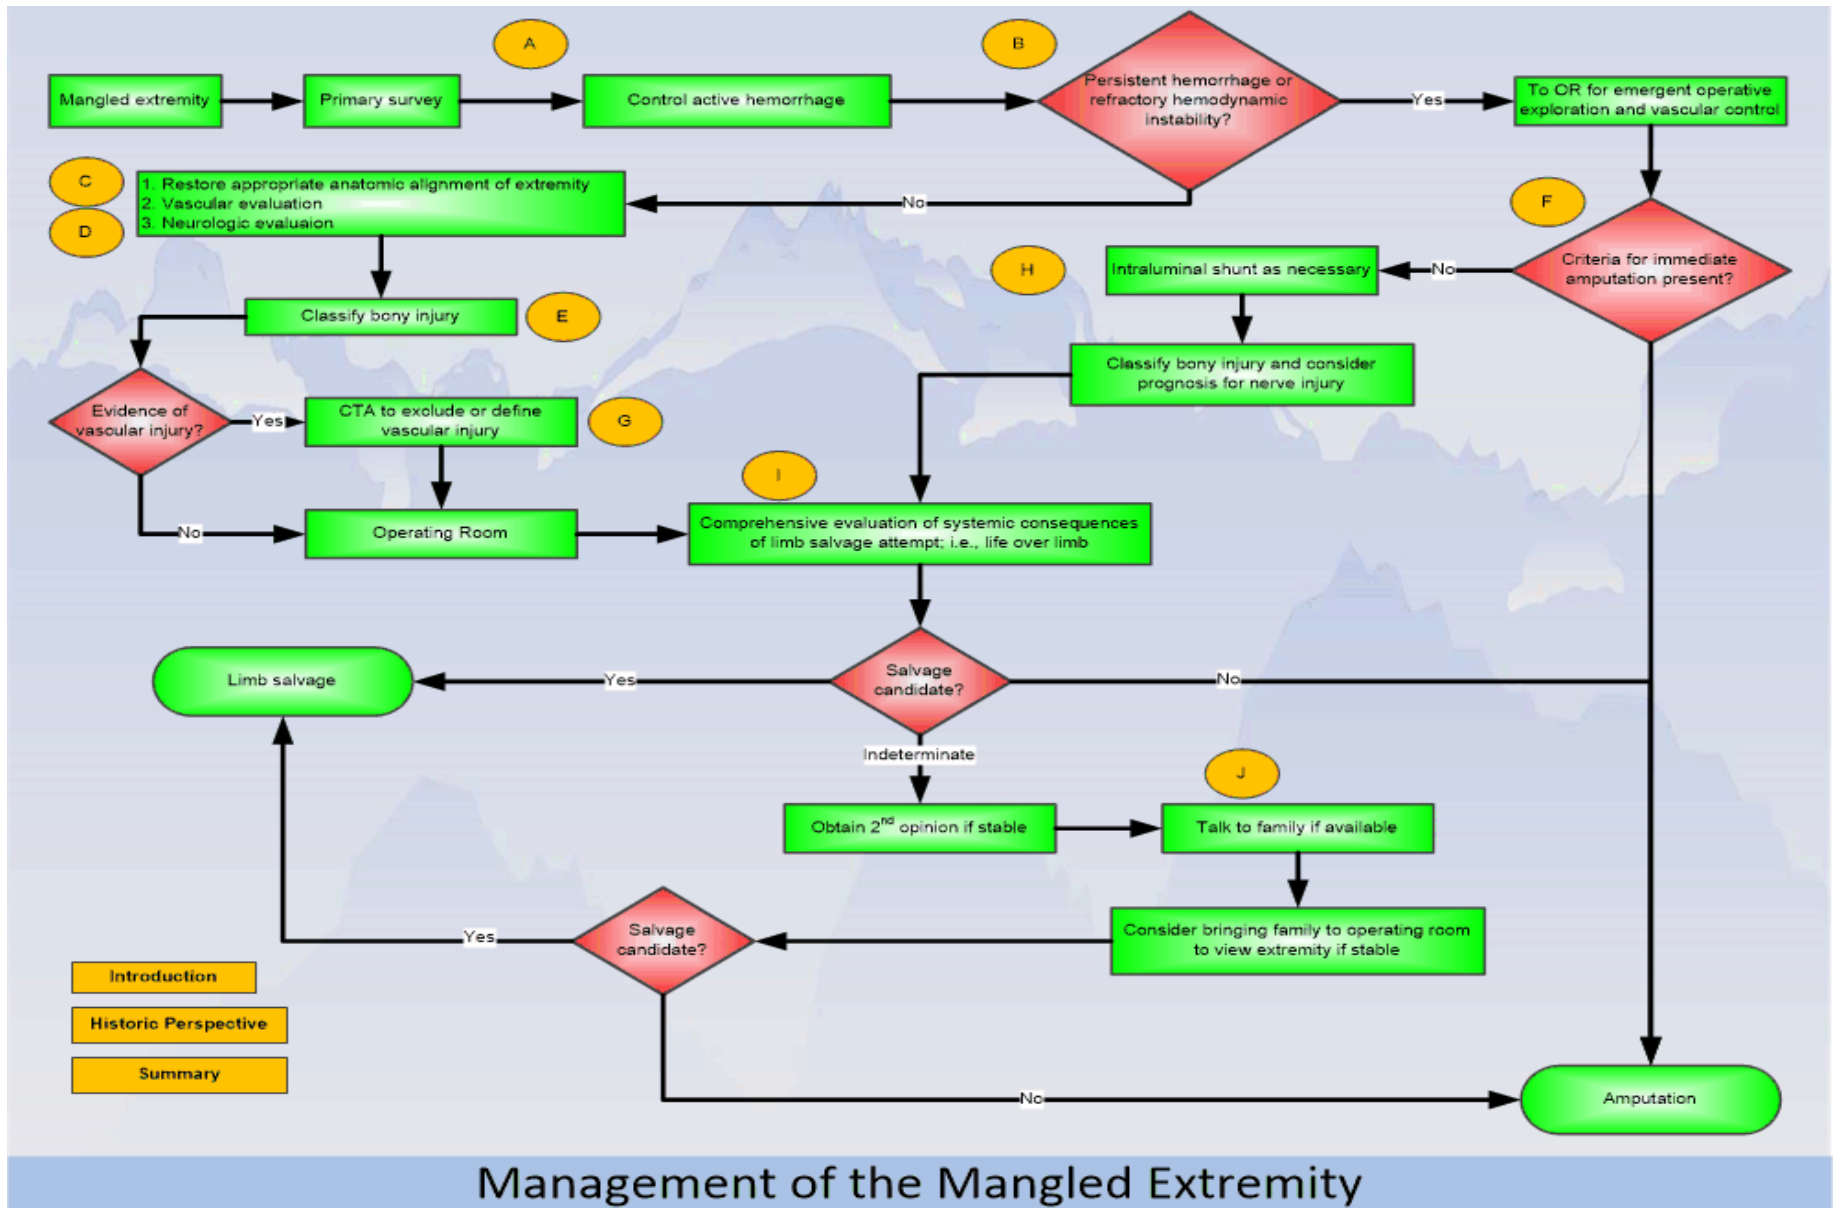 A
B
Mangled extremity
Primary survey
Control active hemorrhage
Persistent hemorrhage or
refractory hemodynamic
instability?
Yes
To OR for emergent operative
exploration and vascular control
C
D
1. Restore appropriate anatomic alignment of extremity
2. Vascular evaluation
3. Neurologic evaluaion
No
F
Criteria for immediate
amputation present?
No
H
Intraluminal shunt as necessary
Classify bony injury
E
Classify bony injury and consider
prognosis for nerve injury
Evidence of
vascular injury?
Yes
CTA to exclude or define
vascular injury
G
No
Operating Room
I
Comprehensive evaluation of systemic consequences
of limb salvage attempt; i.e., life over limb
Salvage
candidate?
Yes
Limb salvage
No
Indeterminate
J
Obtain 2nd opinion if stable
Talk to family if available
Consider bringing family to operating room
to view extremity if stable
Salvage
candidate?
Yes
No
Amputation
Introduction
Historic Perspective
Summary
Management of the Mangled Extremity